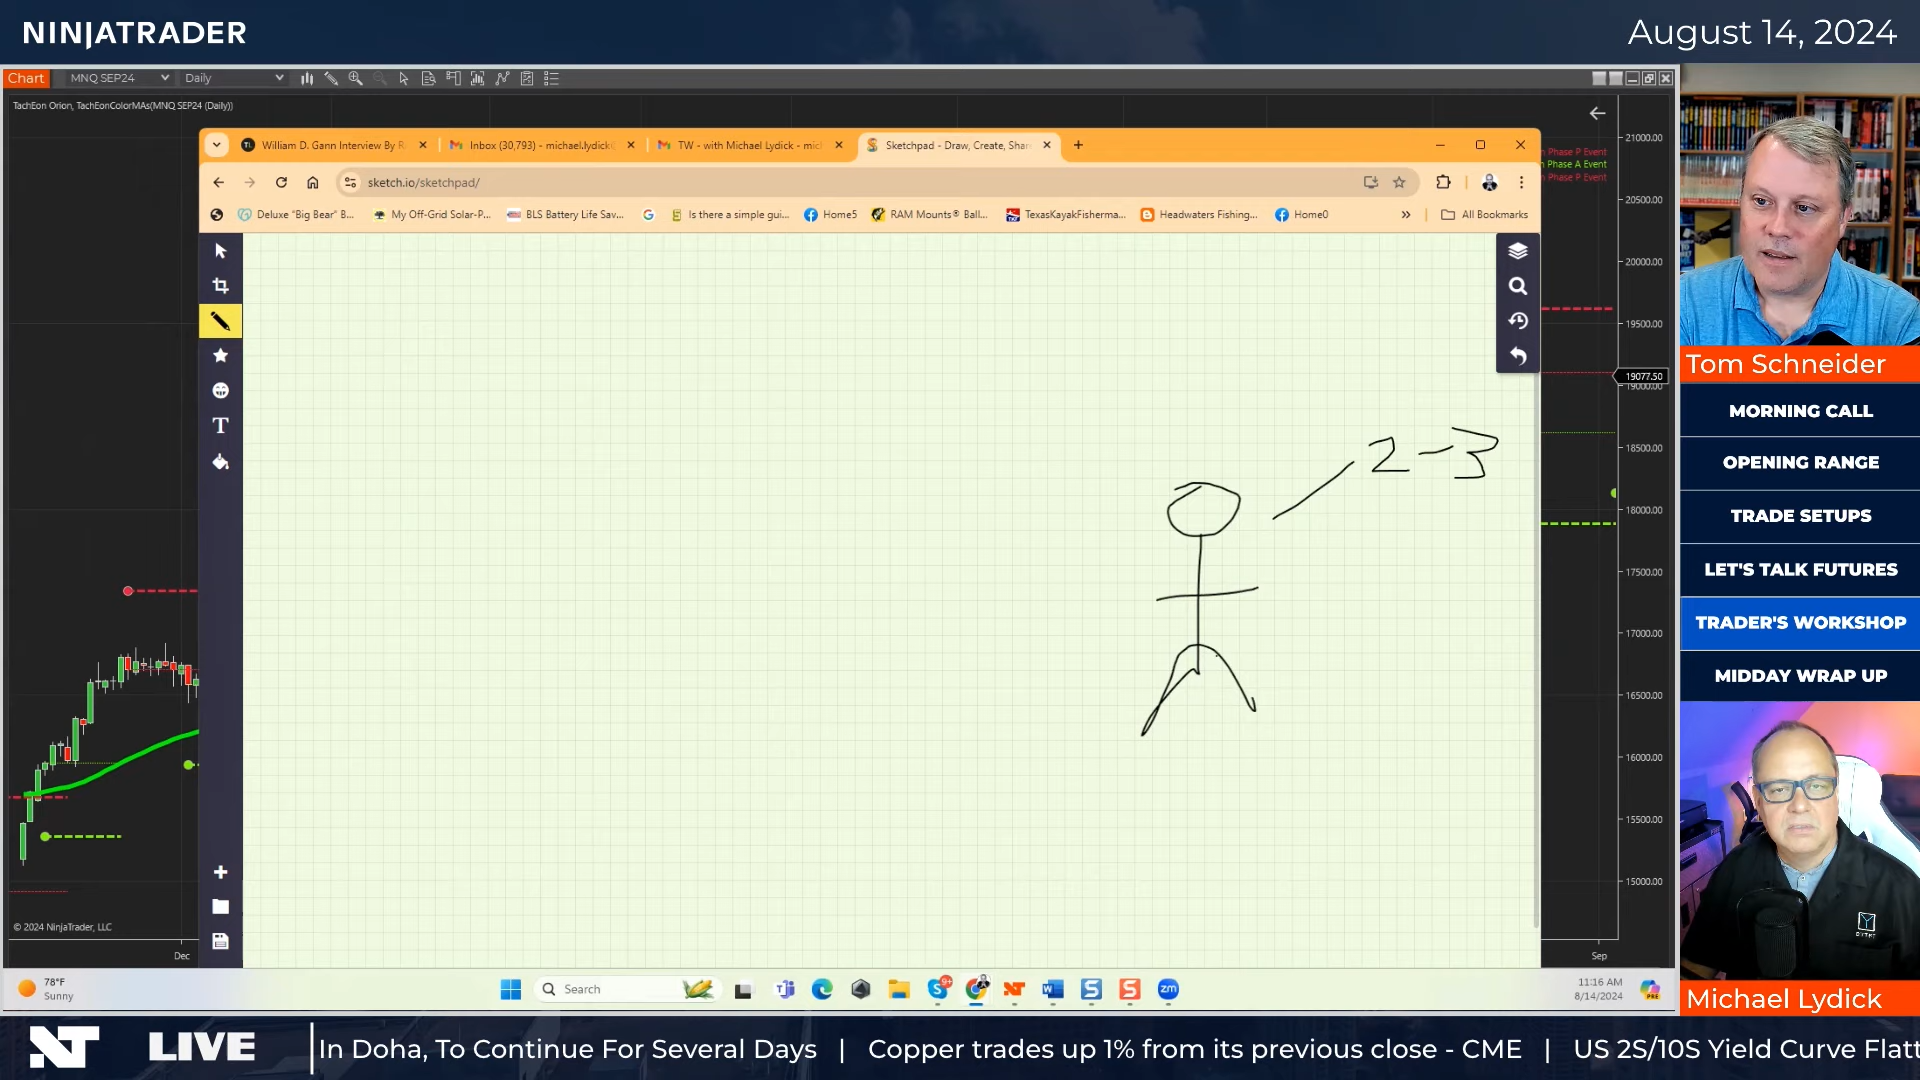 NINJATRADER
August 14, 2024
Chart
MNQ SEP24
Daily
TachEon Orion, TachEonColorMAs(MNQ SEP24 (Daily))
William D. Gann Interview By R
Inbox (30,793) - michael.lydick
TW - with Michael Lydick - mic
Sketchpad - Draw, Create, Shar
sketch.io/sketchpad/
Deluxe "Big Bear" B...
My Off-Grid Solar-P...
BLS Battery Life Sav...
Is there a simple gui...
Home5
RAM Mounts® Ball...
TexasKayakFisherma...
Headwaters Fishing...
Home0
All Bookmarks
n Phase P Event
n Phase A Event
n Phase P Event
21000.00
20500.00
20000.00
19500.00
19077.50
19000.00
18500.00
18000.00
17500.00
17000.00
16500.00
16000.00
15500.00
15000.00
2-3
T
© 2024 NinjaTrader, LLC
Dec
Sep
Tom Schneider
MORNING CALL
OPENING RANGE
TRADE SETUPS
LET'S TALK FUTURES
TRADER'S WORKSHOP
MIDDAY WRAP UP
Michael Lydick
78°F
Sunny
Search
11:16 AM
8/14/2024
NT LIVE
In Doha, To Continue For Several Days | Copper trades up 1% from its previous close - CME | US 2S/10S Yield Curve Flatt